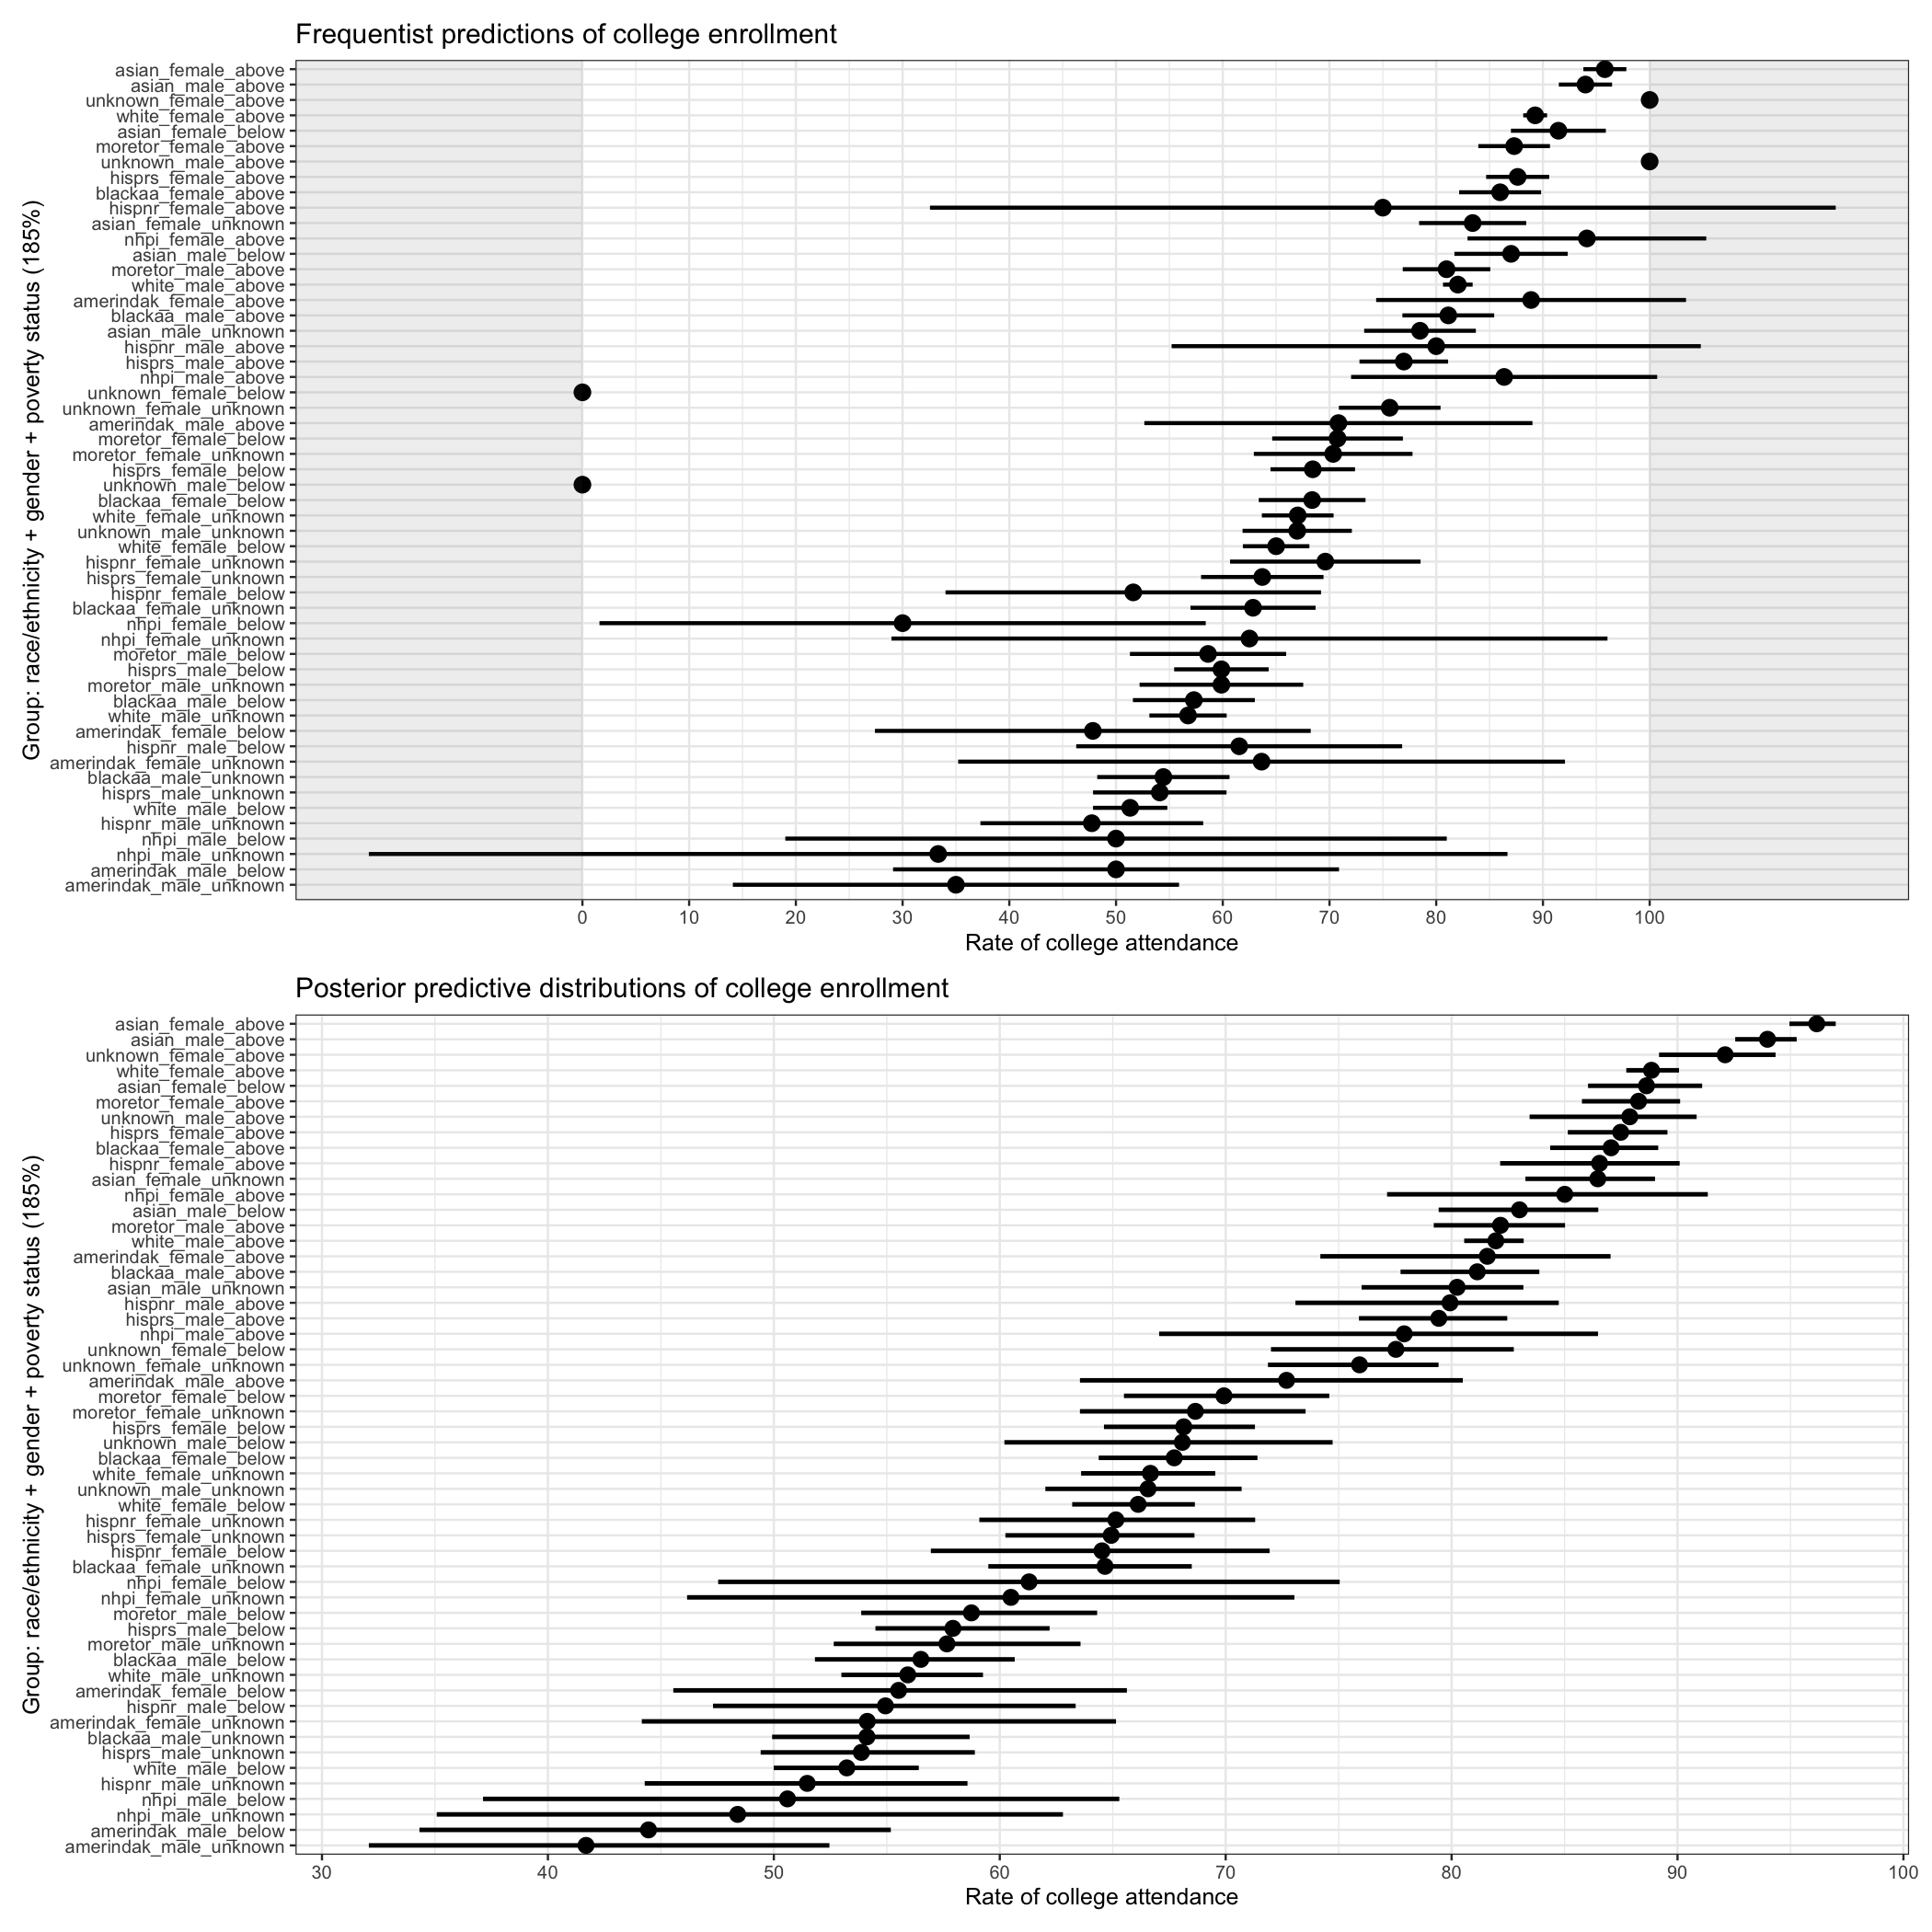 Frequentist predictions of college enrollment
Group: race/ethnicity + gender + poverty status (185%)
asian_female_above
asian_male_above
unknown_female_above
white_female_above
asian_female_below
moretor_female_above
unknown_male_above
hisprs_female_above
blackaa_female_above
hispnr_female_above
asian_female_unknown
nhpi_female_above
asian_male_below
moretor_male_above
white_male_above
amerindak_female_above
blackaa_male_above
asian_male_unknown
hispnr_male_above
hisprs_male_above
nhpi_male_above
unknown_female_below
unknown_female_unknown
amerindak_male_above
moretor_female_below
moretor_female_unknown
hisprs_female_below
unknown_male_below
blackaa_female_below
white_female_unknown
unknown_male_unknown
white_female_below
hispnr_female_unknown
hisprs_female_unknown
hispnr_female_below
blackaa_female_unknown
nhpi_female_below
nhpi_female_unknown
moretor_male_below
hisprs_male_below
moretor_male_unknown
blackaa_male_below
white_male_unknown
amerindak_female_below
hispnr_male_below
amerindak_female_unknown
blackaa_male_unknown
hisprs_male_unknown
white_male_below
hispnr_male_unknown
nhpi_male_below
nhpi_male_unknown
amerindak_male_below
amerindak_male_unknown
0 10 20 30 40 50 60 70 80 90 100
Rate of college attendance
Posterior predictive distributions of college enrollment
Group: race/ethnicity + gender + poverty status (185%)
asian_female_above
asian_male_above
unknown_female_above
white_female_above
asian_female_below
moretor_female_above
unknown_male_above
hisprs_female_above
blackaa_female_above
hispnr_female_above
asian_female_unknown
nhpi_female_above
asian_male_below
moretor_male_above
white_male_above
amerindak_female_above
blackaa_male_above
asian_male_unknown
hispnr_male_above
hisprs_male_above
nhpi_male_above
unknown_female_below
unknown_female_unknown
amerindak_male_above
moretor_female_below
moretor_female_unknown
hisprs_female_below
unknown_male_below
blackaa_female_below
white_female_unknown
unknown_male_unknown
white_female_below
hispnr_female_unknown
hisprs_female_unknown
hispnr_female_below
blackaa_female_unknown
nhpi_female_below
nhpi_female_unknown
moretor_male_below
hisprs_male_below
moretor_male_unknown
blackaa_male_below
white_male_unknown
amerindak_female_below
hispnr_male_below
amerindak_female_unknown
blackaa_male_unknown
hisprs_male_unknown
white_male_below
hispnr_male_unknown
nhpi_male_below
nhpi_male_unknown
amerindak_male_below
amerindak_male_unknown
30 40 50 60 70 80 90 100
Rate of college attendance